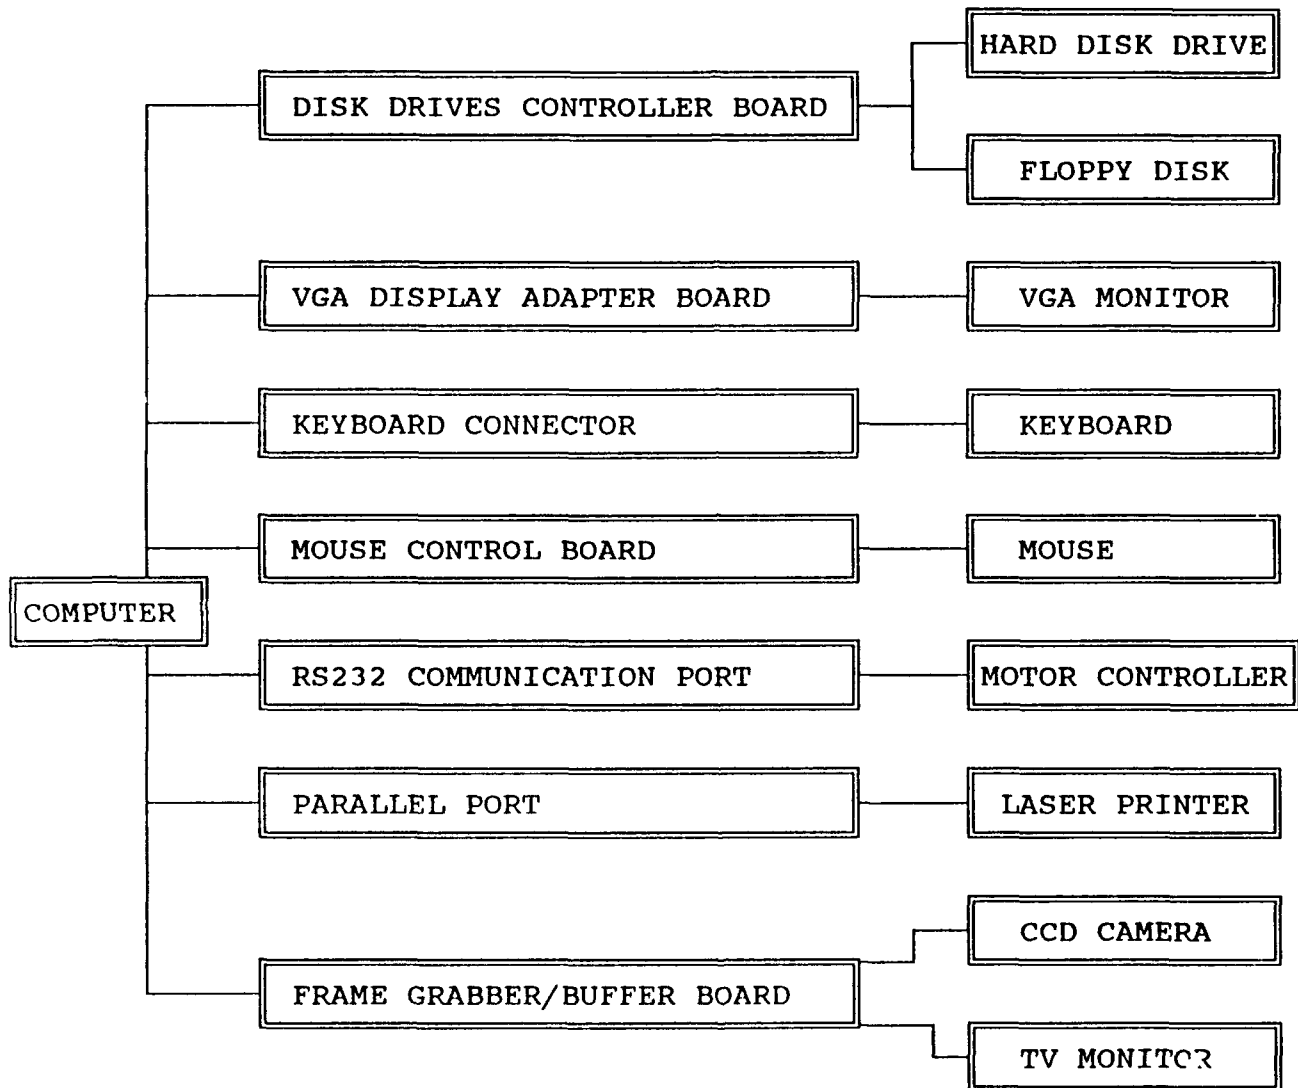 HARD DISK DRIVE
DISK DRIVES CONTROLLER BOARD
FLOPPY DISK
VGA DISPLAY ADAPTER BOARD
VGA MONITOR
KEYBOARD CONNECTOR
KEYBOARD
MOUSE CONTROL BOARD
MOUSE
COMPUTER
RS232 COMMUNICATION PORT
MOTOR CONTROLLER
PARALLEL PORT
LASER PRINTER
CCD CAMERA
FRAME GRABBER/BUFFER BOARD
TV MONITOR